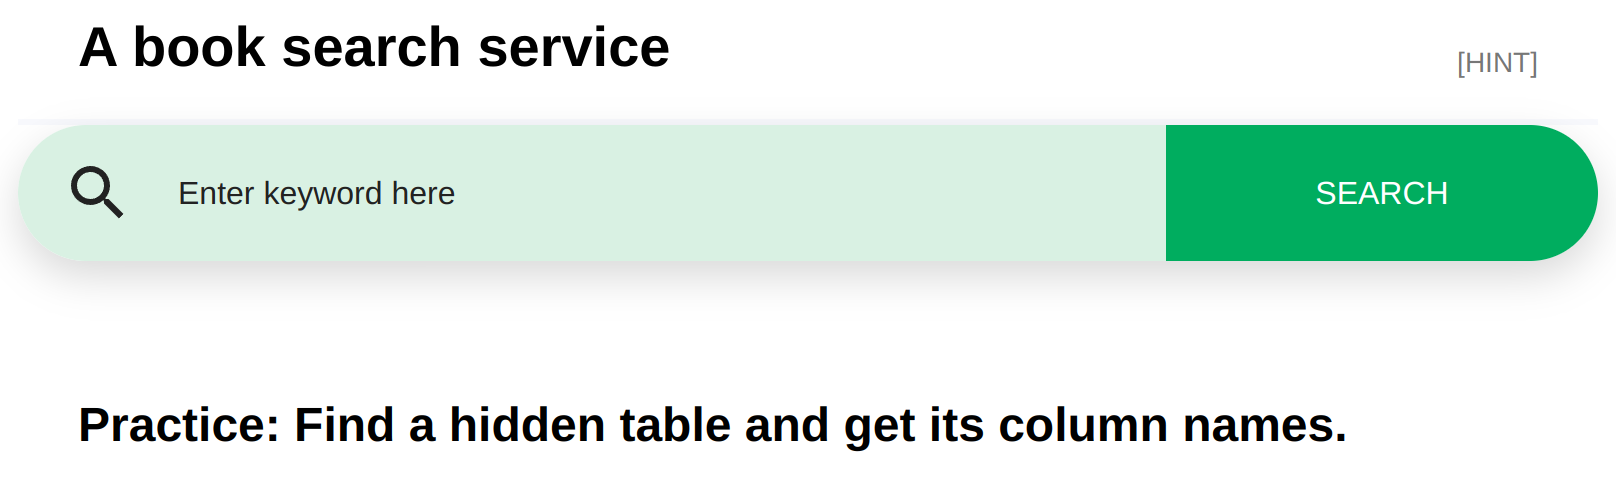 A book search service
[HINT]
Enter keyword here
SEARCH
Practice: Find a hidden table and get its column names.